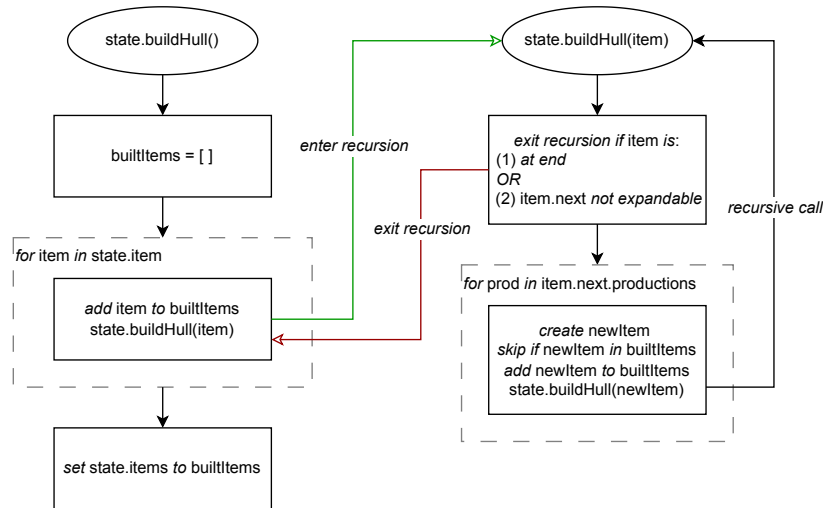 state.buildHull()
builtItems = [ ]
for item in state.item
add item to builtItems
state.buildHull(item)
set state.items to builtItems
enter recursion
exit recursion
state.buildHull(item)
exit recursion if item is:
(1) at end
OR
(2) item.next not expandable
recursive call
for prod in item.next.productions
create newItem
skip if newItem in builtItems
add newItem to builtItems
state.buildHull(newItem)